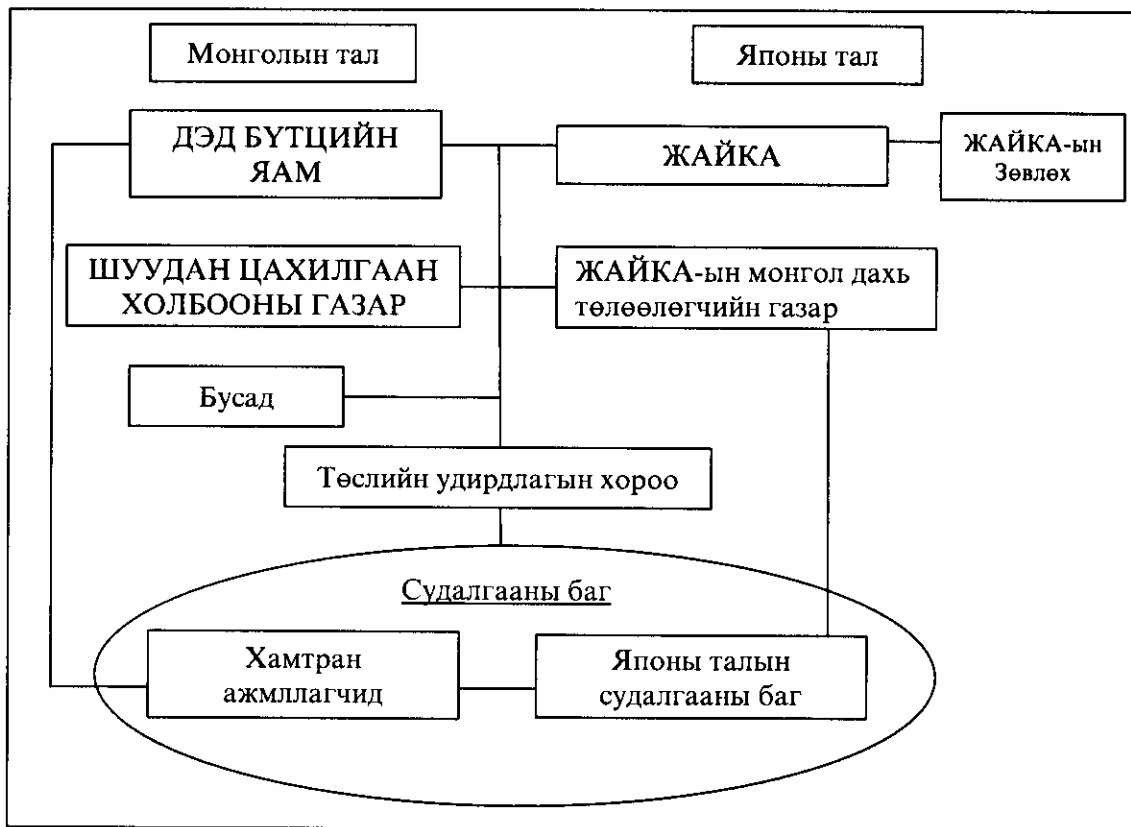 Монголын тал
Японы тал
ДЭД БҮТЦИЙН
ЯАМ
ЖАЙКА
ЖАЙКА-ын
Зөвлөх
ШУУДАН ЦАХИЛГААН
ХОЛБООНЫ ГАЗАР
ЖАЙКА-ын монгол дахь
төлөөлөгчийн газар
Бусад
Төслийн удирдлагын хороо
Судалгааны баг
Хамтран
ажмллагчид
Японы талын
судалгааны баг